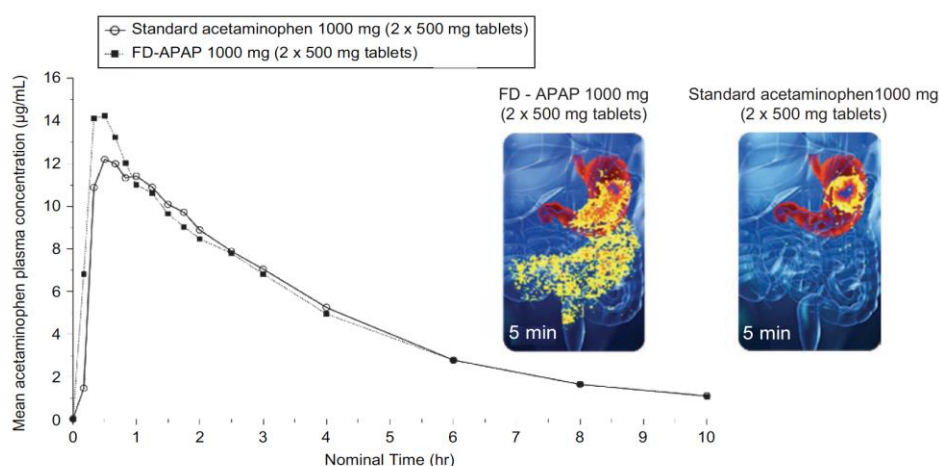 Standard acetaminophen 1000 mg (2 x 500 mg tablets)
FD-APAP 1000 mg (2 x 500 mg tablets)
Mean acetaminophen plasma concentration (µg/mL)
16
14
12
10
8
6
4
2
0
0 1 2 3 4 5 6 7 8 9 10
Nominal Time (hr)
FD - APAP 1000 mg
(2 x 500 mg tablets)
5 min
Standard acetaminophen1000 mg
(2 x 500 mg tablets)
5 min